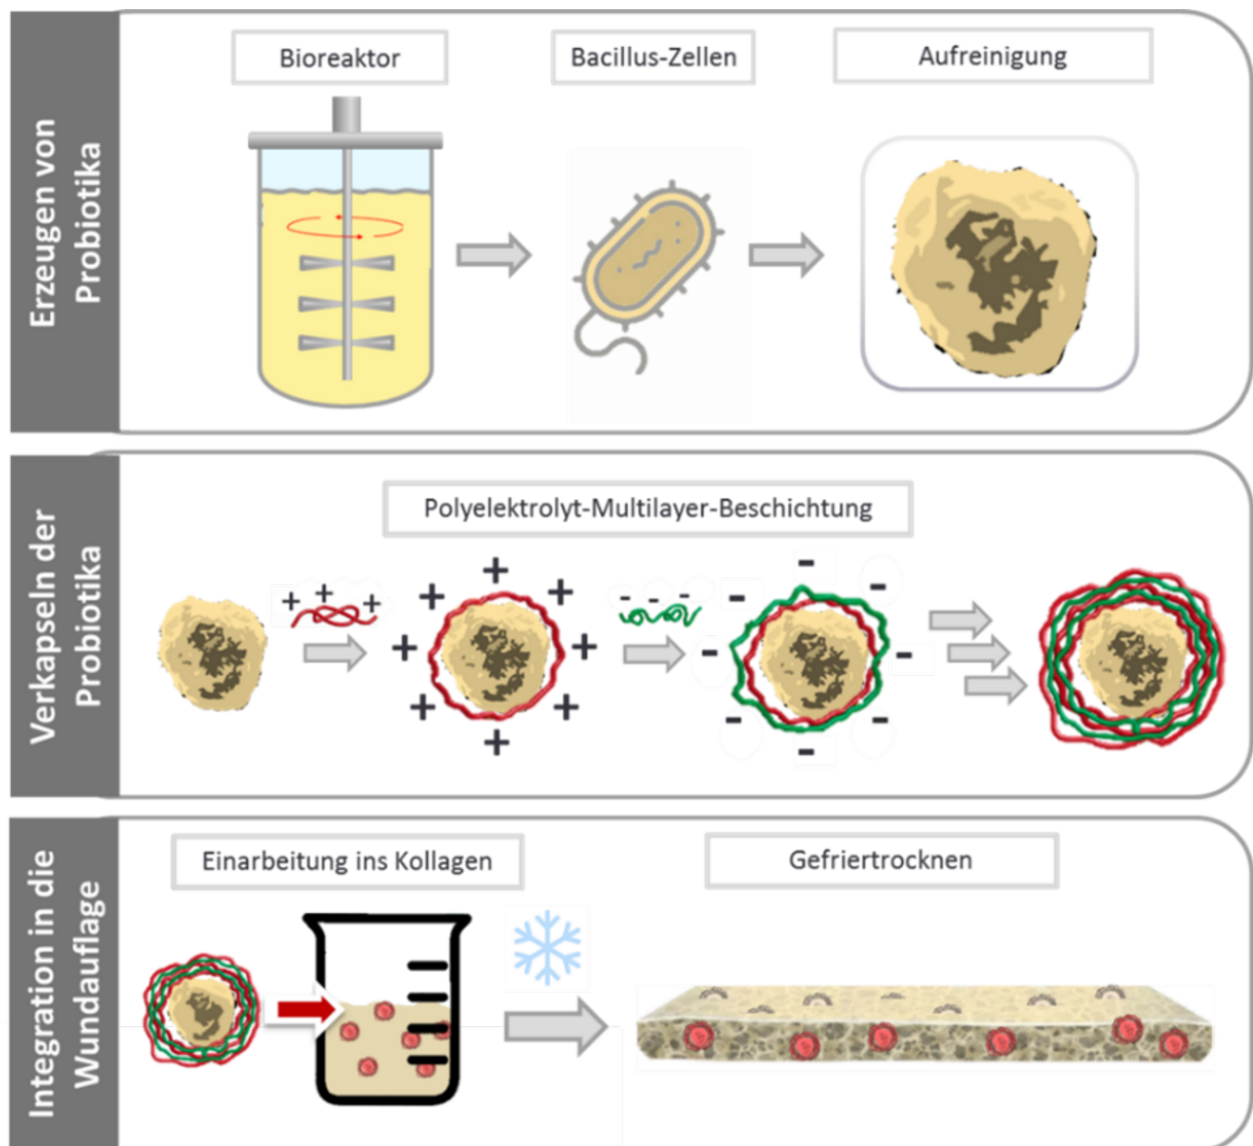 Erzeugen von
Probiotika
Bioreaktor
Bacillus-Zellen
Aufreinigung
Verkapseln der
Probiotika
Polyelektrolyt-Multilayer-Beschichtung
Integration in die
Wundauflage
Einarbeitung ins Kollagen
Gefriertrocknen